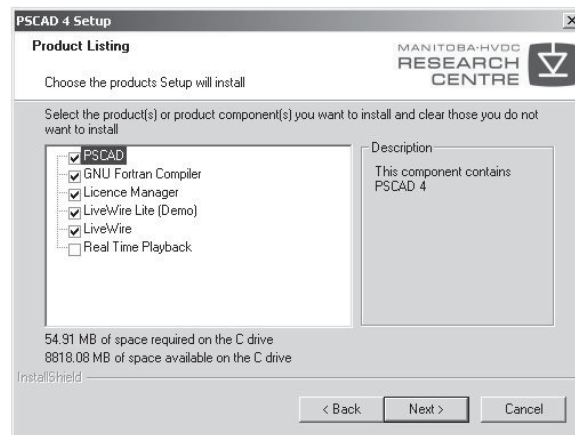 PSCAD 4 Setup
Product Listing
Choose the products Setup will install
MANITOBA-HVDC
RESEARCH
CENTRE
Select the product(s) or product component(s) you want to install and clear those you do not
want to install
PSCAD
GNU Fortran Compiler
Licence Manager
LiveWire Lite (Demo)
LiveWire
Real Time Playback
Description
This component contains
PSCAD 4
54.91 MB of space required on the C drive
8818.08 MB of space available on the C drive
InstallShield
< Back
Next >
Cancel